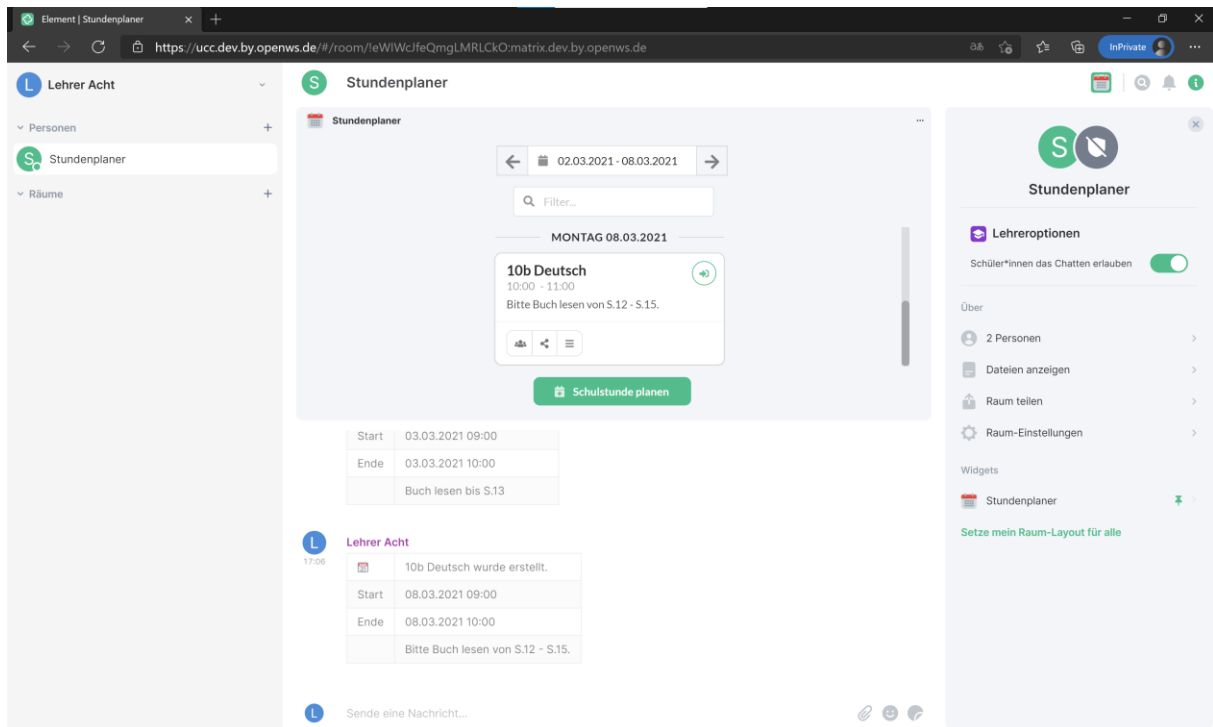 Element | Stundenplaner
https://ucc.dev.by.openws.de/#/room/!eWlWcJfeQmgLMRLCkO:matrix.dev.by.openws.de
InPrivate
L Lehrer Acht
Personen
S Stundenplaner
Räume
S Stundenplaner
Stundenplaner
02.03.2021 - 08.03.2021
Filter...
MONTAG 08.03.2021
10b Deutsch
10:00 - 11:00
Bitte Buch lesen von S.12 - S.15.
Schulstunde planen
Start 03.03.2021 09:00
Ende 03.03.2021 10:00
Buch lesen bis S.13
L Lehrer Acht
17:06
10b Deutsch wurde erstellt.
Start 08.03.2021 09:00
Ende 08.03.2021 10:00
Bitte Buch lesen von S.12 - S.15.
L Sende eine Nachricht...
S
Stundenplaner
Lehreroptionen
Schüler*innen das Chatten erlauben
Über
2 Personen
Dateien anzeigen
Raum teilen
Raum-Einstellungen
Widgets
Stundenplaner
Setze mein Raum-Layout für alle